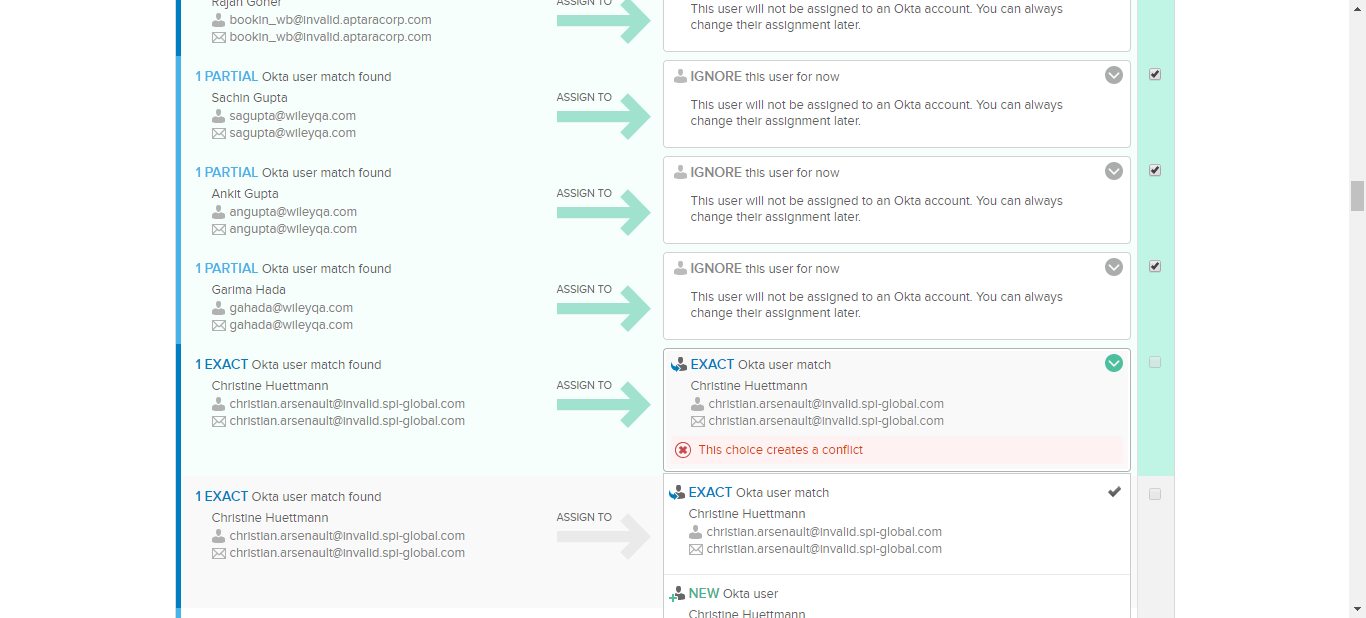 Rajan Goher
bookin_wb@invalid.aptaracorp.com
bookin_wb@invalid.aptaracorp.com
ASSIGN TO
This user will not be assigned to an Okta account. You can always
change their assignment later.
1 PARTIAL Okta user match found
Sachin Gupta
sagupta@wileyqa.com
sagupta@wileyqa.com
ASSIGN TO
IGNORE this user for now
This user will not be assigned to an Okta account. You can always
change their assignment later.
1 PARTIAL Okta user match found
Ankit Gupta
angupta@wileyqa.com
angupta@wileyqa.com
ASSIGN TO
IGNORE this user for now
This user will not be assigned to an Okta account. You can always
change their assignment later.
1 PARTIAL Okta user match found
Garima Hada
gahada@wileyqa.com
gahada@wileyqa.com
ASSIGN TO
IGNORE this user for now
This user will not be assigned to an Okta account. You can always
change their assignment later.
1 EXACT Okta user match found
Christine Huettmann
christian.arsenault@invalid.spi-global.com
christian.arsenault@invalid.spi-global.com
ASSIGN TO
EXACT Okta user match
Christine Huettmann
christian.arsenault@invalid.spi-global.com
christian.arsenault@invalid.spi-global.com
This choice creates a conflict
1 EXACT Okta user match found
Christine Huettmann
christian.arsenault@invalid.spi-global.com
christian.arsenault@invalid.spi-global.com
ASSIGN TO
EXACT Okta user match
Christine Huettmann
christian.arsenault@invalid.spi-global.com
christian.arsenault@invalid.spi-global.com
NEW Okta user
Christine Huettmann